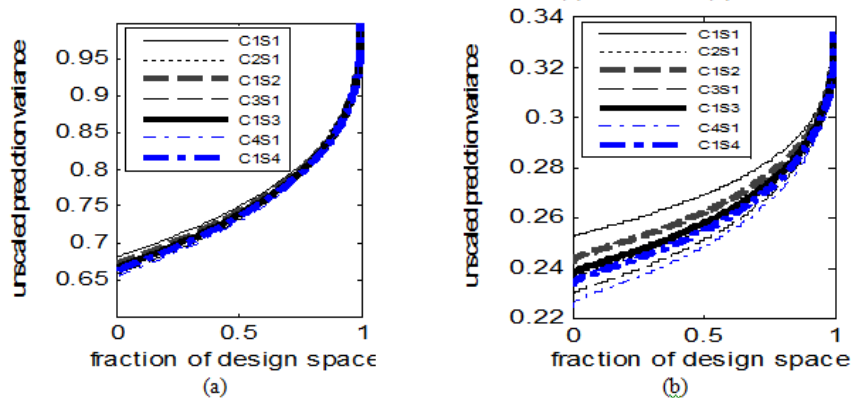 0.95
0.9
0.85
0.8
0.75
0.7
0.65
0
0.5
1
C1S1
C2S1
C1S2
C3S1
C1S3
C4S1
C1S4
unscaled prediction variance
fraction of design space
(a)
0.34
0.32
0.3
0.28
0.26
0.24
0.22
0
0.5
1
C1S1
C2S1
C1S2
C3S1
C1S3
C4S1
C1S4
unscaled prediction variance
fraction of design space
(b)